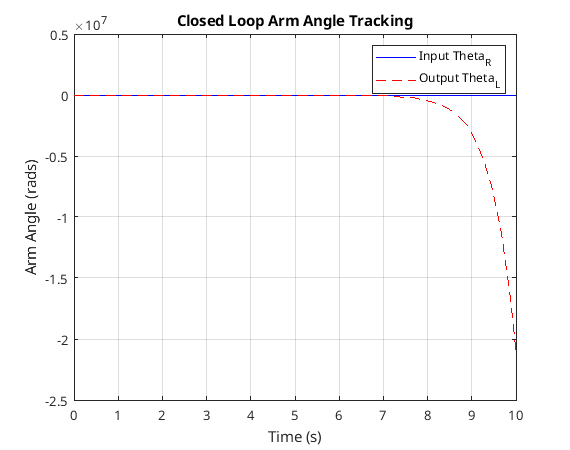 Closed Loop Arm Angle Tracking
×10^7
Input Theta_R
Output Theta_L
0.5
0
-0.5
-1
-1.5
-2
-2.5
Arm Angle (rads)
0 1 2 3 4 5 6 7 8 9 10
Time (s)